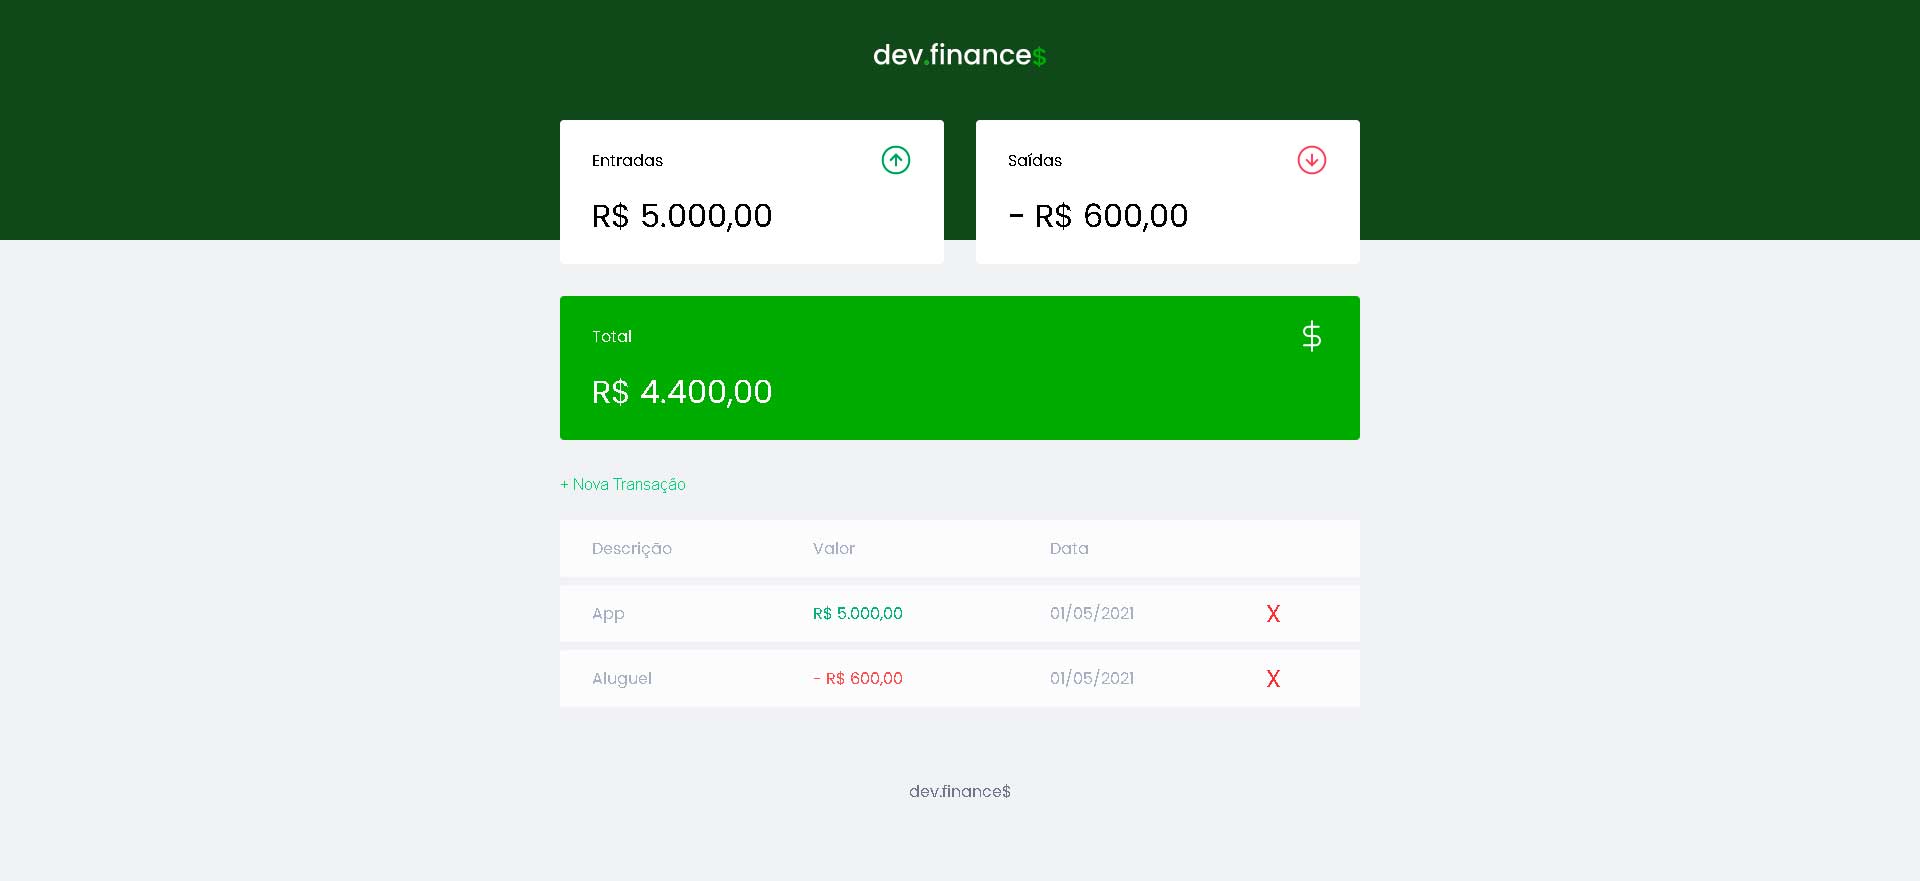 dev.finance$
Entradas
R$ 5.000,00
Saídas
- R$ 600,00
Total
$
R$ 4.400,00
+ Nova Transação
Descrição Valor Data
App R$ 5.000,00 01/05/2021 X
Aluguel - R$ 600,00 01/05/2021 X
dev.finance$